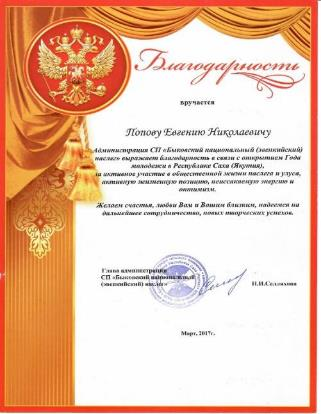 Благодарность
вручается
Попову Евгению Николаевичу
Администрация СП «Быковский национальный (эвенкийский)
наслег» выражает благодарность в связи с открытием Года
молодежи в Республике Саха (Якутия),
за активное участие в общественной жизни наслега и улуса,
активную жизненную позицию, неиссякаемую энергию и
оптимизм.
Желаем счастья, любви Вам и Вашим близким, надеемся на
дальнейшее сотрудничество, новых творческих успехов.
Глава администрации
СП «Быковский национальный
(эвенкийский) наслег»
Март, 2017г.